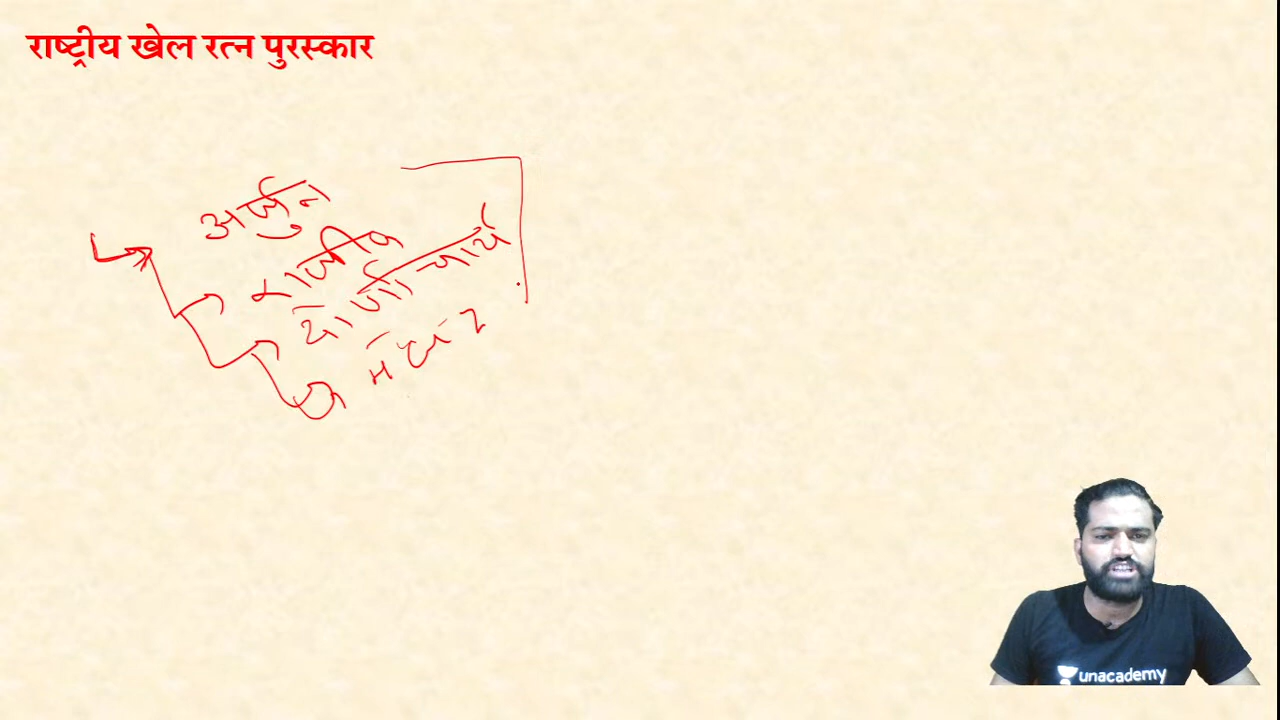 राष्ट्रीय खेल रत्न पुरस्कार
अर्जुन
राजीव
द्रोणाचार्य
unacademy